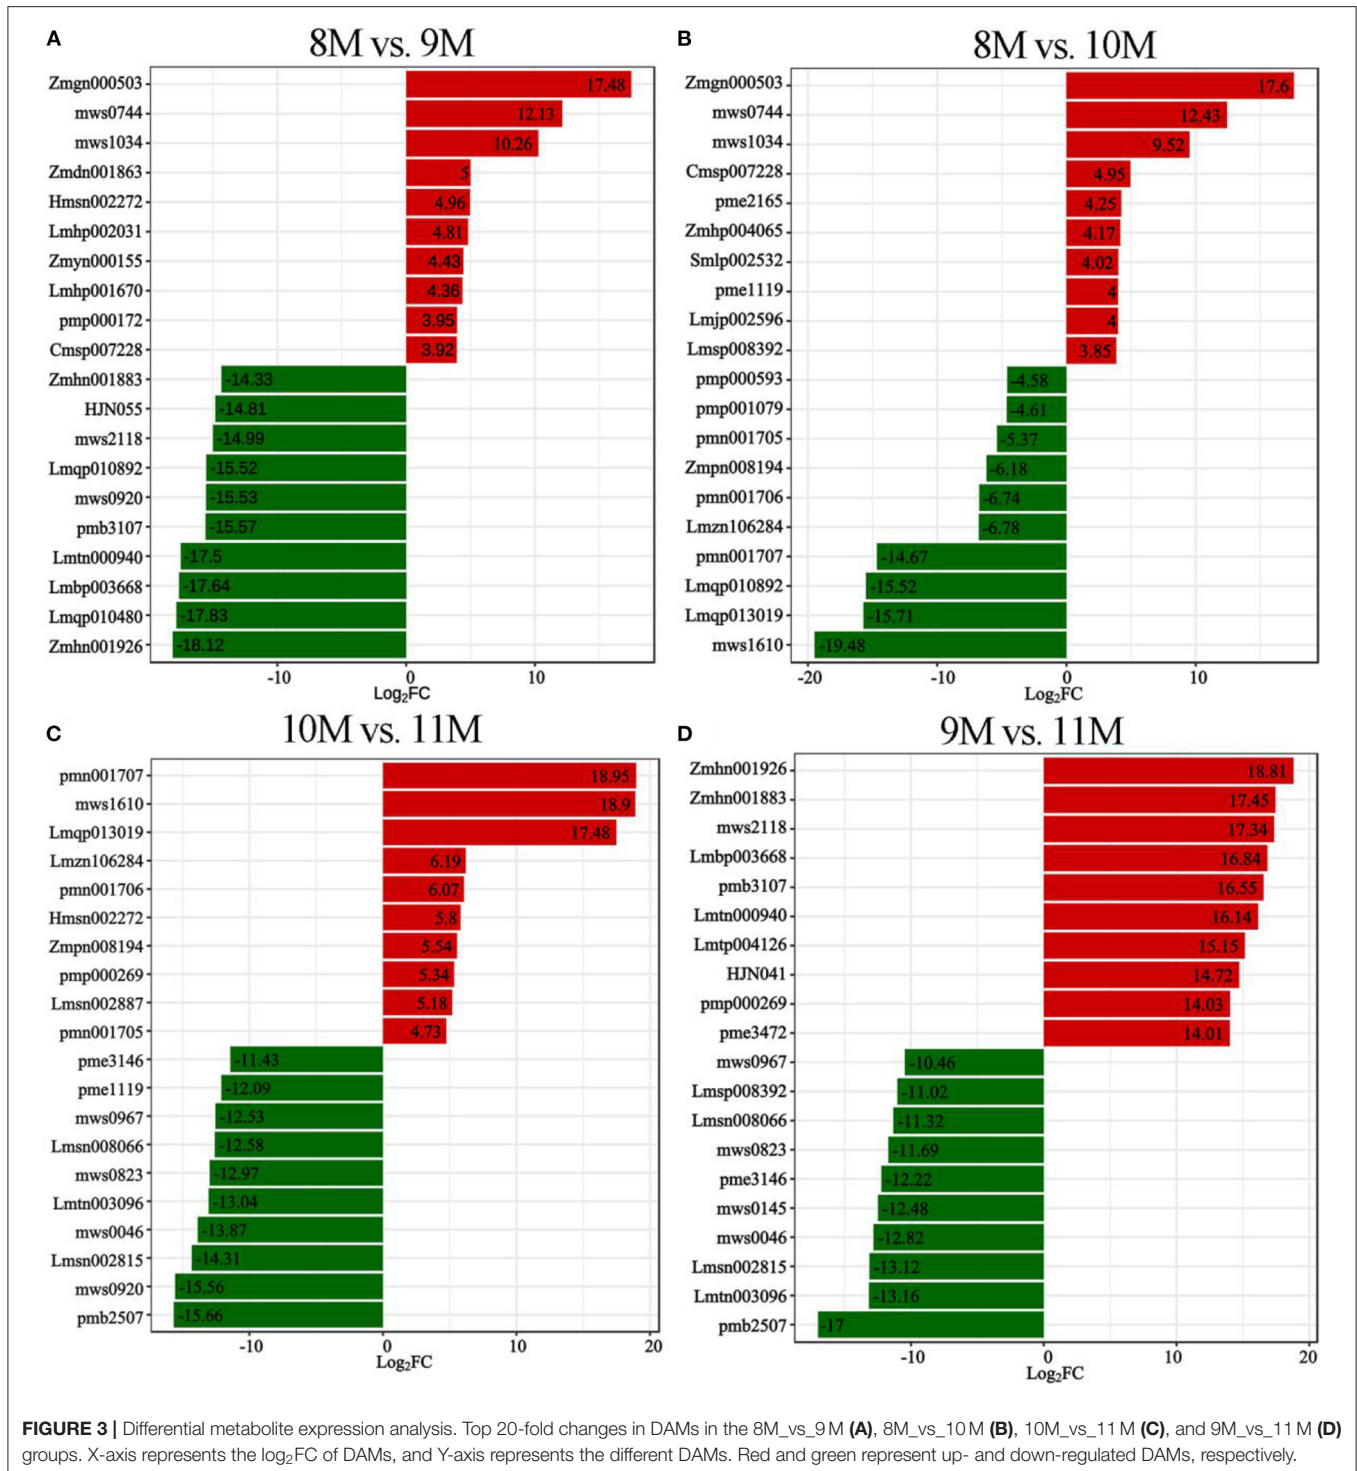 A
8M vs. 9M
Zmgn000503 17.48
mws0744 12.13
mws1034 10.26
Zmdn001863 5
Hmsn002272 4.96
Lmhp002031 4.81
Zmyn000155 4.43
Lmhp001670 4.36
pmp000172 3.95
Cmsp007228 3.92
Zmhn001883 -14.33
HJN055 -14.81
mws2118 -14.99
Lmqp010892 -15.52
mws0920 -15.53
pmb3107 -15.57
Lmtn000940 -17.5
Lmbp003668 -17.64
Lmqp010480 -17.83
Zmhn001926 -18.12
-10 0 10
Log₂FC
B
8M vs. 10M
Zmgn000503 17.6
mws0744 12.43
mws1034 9.52
Cmsp007228 4.95
pme2165 4.25
Zmhp004065 4.17
Smlp002532 4.02
pme1119 4
Lmjp002596 4
Lmsp008392 3.85
pmp000593 -4.58
pmp001079 -4.61
pmn001705 -5.37
Zmpn008194 -6.18
pmn001706 -6.74
Lmzn106284 -6.78
pmn001707 -14.67
Lmqp010892 -15.52
Lmqp013019 -15.71
mws1610 -19.48
-20 -10 0 10
Log₂FC
C
10M vs. 11M
pmn001707 18.95
mws1610 18.9
Lmqp013019 17.48
Lmzn106284 6.19
pmn001706 6.07
Hmsn002272 5.8
Zmpn008194 5.54
pmp000269 5.34
Lmsn002887 5.18
pmn001705 4.73
pme3146 -11.43
pme1119 -12.09
mws0967 -12.53
Lmsn008066 -12.58
mws0823 -12.97
Lmtn003096 -13.04
mws0046 -13.87
Lmsn002815 -14.31
mws0920 -15.56
pmb2507 -15.66
-10 0 10 20
Log₂FC
D
9M vs. 11M
Zmhn001926 18.81
Zmhn001883 17.45
mws2118 17.34
Lmbp003668 16.84
pmb3107 16.55
Lmtn000940 16.14
Lmtp004126 15.15
HJN041 14.72
pmp000269 14.03
pme3472 14.01
mws0967 -10.46
Lmsp008392 -11.02
Lmsn008066 -11.32
mws0823 -11.69
pme3146 -12.22
mws0145 -12.48
mws0046 -12.82
Lmsn002815 -13.12
Lmtn003096 -13.16
pmb2507 -17
-10 0 10 20
Log₂FC
FIGURE 3 | Differential metabolite expression analysis. Top 20-fold changes in DAMs in the 8M_vs_9 M (A), 8M_vs_10 M (B), 10M_vs_11 M (C), and 9M_vs_11 M (D)
groups. X-axis represents the log₂FC of DAMs, and Y-axis represents the different DAMs. Red and green represent up- and down-regulated DAMs, respectively.